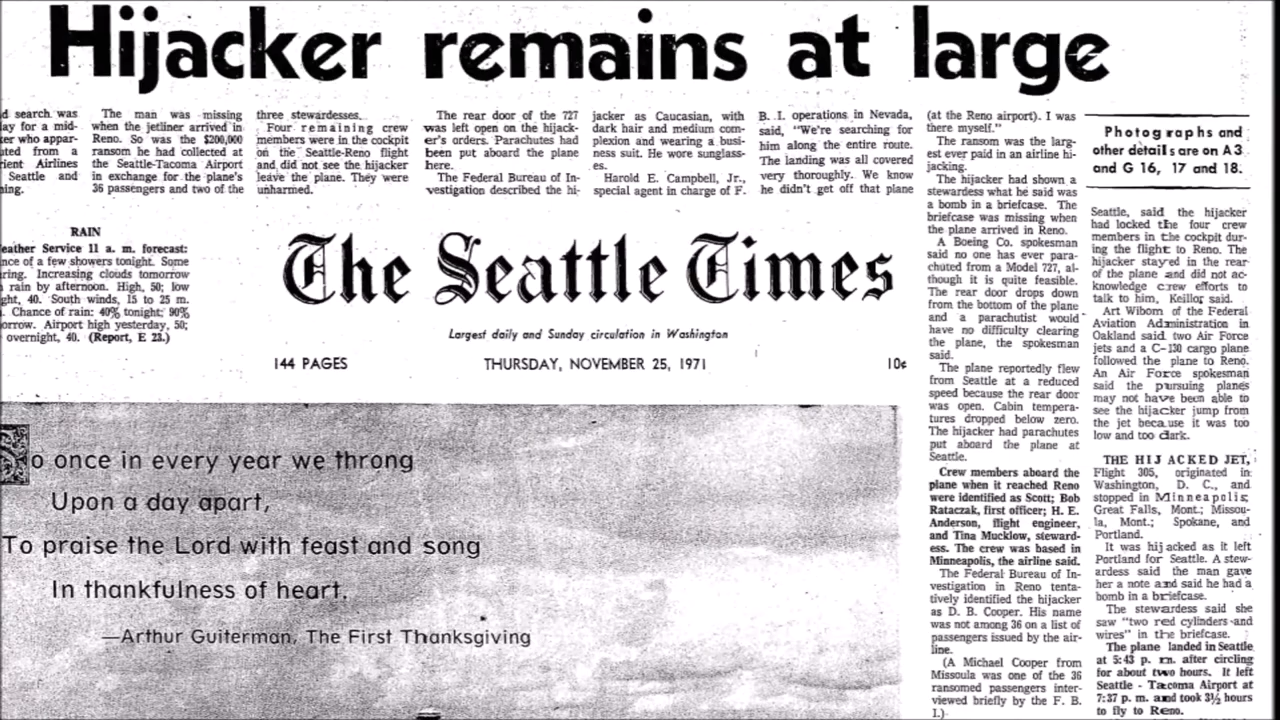 Hijacker remains at large
d search was
ay for a mid-
er who appar-
uted from a
rient Airlines
Seattle and
ning.
The man was missing
when the jetliner arrived in
Reno. So was the $200,000
ransom he had collected at
the Seattle-Tacoma Airport
in exchange for the plane's
36 passengers and two of the
three stewardesses.
Four remaining crew
members were in the cockpit
on the Seattle-Reno flight
and did not see the hijacker
leave the plane. They were
unharmed.
The rear door of the 727
was left open on the hijack-
er's orders. Parachutes had
been put aboard the plane
here.
The Federal Bureau of In-
vestigation described the hi-
jacker as Caucasian, with
dark hair and medium com-
plexion and wearing a busi-
ness suit. He wore sunglass-
es.
Harold E. Campbell, Jr.,
special agent in charge of F.
B. I. operations in Nevada,
said, "We're searching for
him along the entire route.
The landing was all covered
very thoroughly. We know
he didn't get off that plane
(at the Reno airport). I was
there myself."
The ransom was the larg-
est ever paid in an airline hi-
jacking.
The hijacker had shown a
stewardess what he said was
a bomb in a briefcase. The
briefcase was missing when
the plane arrived in Reno.
A Boeing Co. spokesman
said no one has ever para-
chuted from a Model 727, al-
though it is quite feasible.
The rear door drops down
from the bottom of the plane
and a parachutist would
have no difficulty clearing
the plane, the spokesman
said.
The plane reportedly flew
from Seattle at a reduced
speed because the rear door
was open. Cabin tempera-
tures dropped below zero.
The hijacker had parachutes
put aboard the plane at
Seattle.
Crew members aboard the
plane when it reached Reno
were identified as Scott; Bob
Rataczak, first officer; H. E.
Anderson, flight engineer,
and Tina Mucklow, steward-
ess. The crew was based in
Minneapolis, the airline said.
The Federal Bureau of In-
vestigation in Reno tenta-
tively identified the hijacker
as D. B. Cooper. His name
was not among 36 on a list of
passengers issued by the air-
line.
(A Michael Cooper from
Missoula was one of the 36
ransomed passengers inter-
viewed briefly by the F. B.
I.)
Photographs and
other details are on A 3
and G 16, 17 and 18.
Seattle, said the hijacker
had locked the four crew
members in the cockpit dur-
ing the flight to Reno. The
hijacker stayed in the rear
of the plane and did not ac-
knowledge crew efforts to
talk to him, Keillor said.
Art Wibom of the Federal
Aviation Administration in
Oakland said two Air Force
jets and a C-130 cargo plane
followed the plane to Reno.
An Air Force spokesman
said the pursuing planes
may not have been able to
see the hijacker jump from
the jet because it was too
low and too dark.
THE HIJACKED JET,
Flight 305, originated in
Washington, D. C., and
stopped in Minneapolis;
Great Falls, Mont.; Missou-
la, Mont.; Spokane, and
Portland.
It was hijacked as it left
Portland for Seattle. A stew-
ardess said the man gave
her a note and said he had a
bomb in a briefcase.
The stewardess said she
saw "two red cylinders and
wires" in the briefcase.
The plane landed in Seattle
at 5:43 p. m. after circling
for about two hours. It left
Seattle - Tacoma Airport at
7:37 p. m. and took 3½ hours
to fly to Reno.
RAIN
eather Service 11 a. m. forecast:
nce of a few showers tonight. Some
ring. Increasing clouds tomorrow
rain by afternoon. High, 50; low
ght, 40. South winds, 15 to 25 m.
. Chance of rain: 40% tonight; 90%
orrow. Airport high yesterday, 50;
overnight, 40. (Report, E 23.)
The Seattle Times
Largest daily and Sunday circulation in Washington
144 PAGES THURSDAY, NOVEMBER 25, 1971 10¢
So once in every year we throng
Upon a day apart,
To praise the Lord with feast and song
In thankfulness of heart.
—Arthur Guiterman, The First Thanksgiving